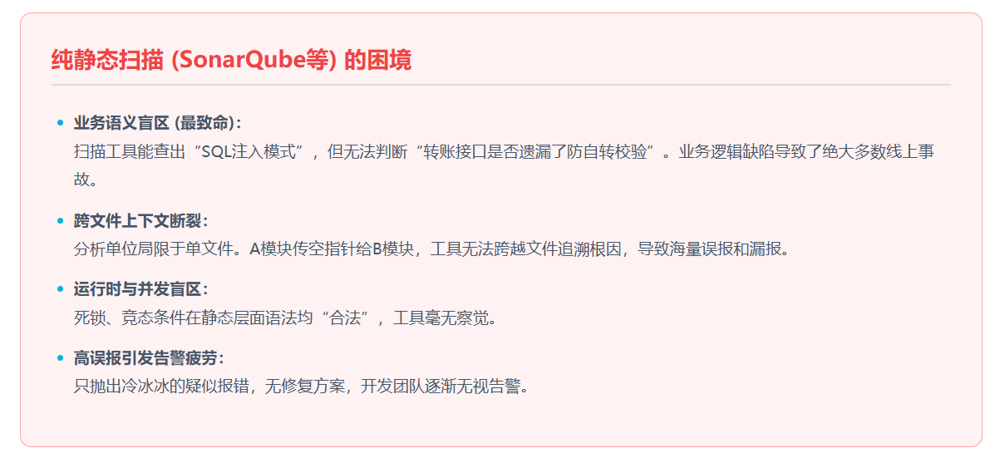 纯静态扫描 (SonarQube等) 的困境
业务语义盲区 (最致命)：
扫描工具能查出“SQL注入模式”，但无法判断“转账接口是否遗漏了防自转校验”。业务逻辑缺陷导致了绝大多数线上事
故。
跨文件上下文断裂：
分析单位局限于单文件。A模块传空指针给B模块，工具无法跨越文件追溯根因，导致海量误报和漏报。
运行时与并发盲区：
死锁、竞态条件在静态层面语法均“合法”，工具毫无察觉。
高误报引发告警疲劳：
只抛出冷冰冰的疑似报错，无修复方案，开发团队逐渐无视告警。